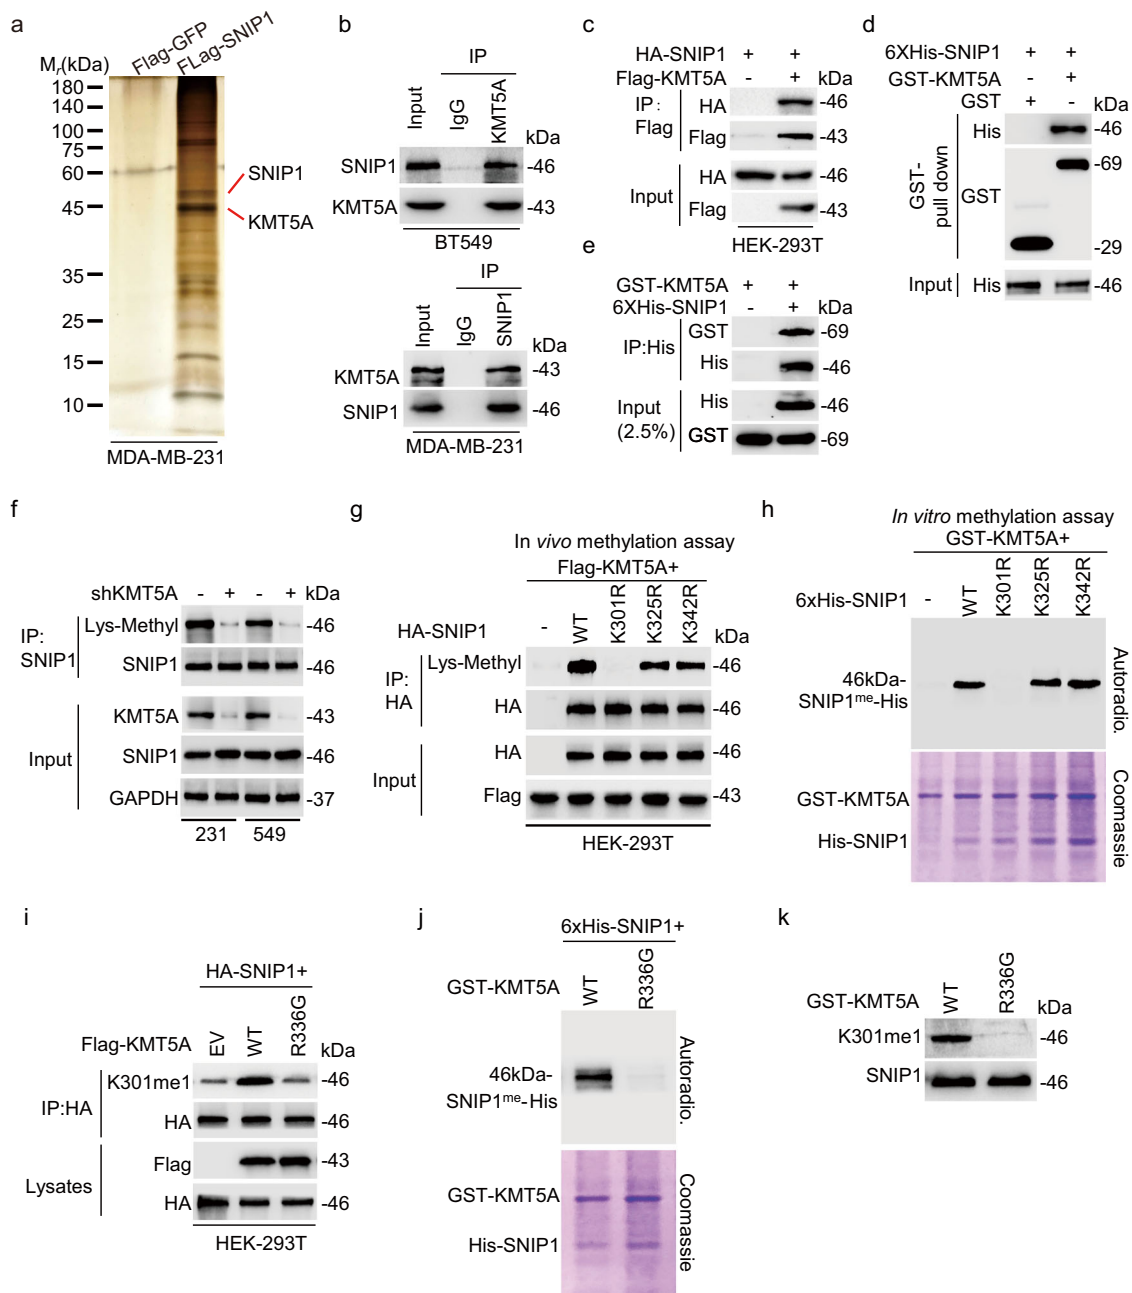 a
Flag-GFP
FLag-SNIP1
Mr(kDa)
180
140
100
75
60
45
35
25
15
10
SNIP1
KMT5A
MDA-MB-231
b
IP
Input
IgG
KMT5A
kDa
SNIP1
-46
KMT5A
-43
BT549
IP
Input
IgG
SNIP1
kDa
KMT5A
-43
SNIP1
-46
MDA-MB-231
c
HA-SNIP1 + +
Flag-KMT5A - + kDa
IP: Flag
HA -46
Flag -43
Input
HA -46
Flag -43
HEK-293T
d
6XHis-SNIP1 + +
GST-KMT5A - +
GST + - kDa
GST-pull down
His -46
-69
GST
-29
Input His -46
e
GST-KMT5A + +
6XHis-SNIP1 - + kDa
IP:His
GST -69
His -46
Input (2.5%)
His -46
GST -69
f
shKMT5A - + - + kDa
IP: SNIP1
Lys-Methyl -46
SNIP1 -46
Input
KMT5A -43
SNIP1 -46
GAPDH -37
231 549
g
In vivo methylation assay
Flag-KMT5A+
HA-SNIP1 - WT K301R K325R K342R kDa
IP: HA
Lys-Methyl -46
HA -46
Input
HA -46
Flag -43
HEK-293T
h
In vitro methylation assay
GST-KMT5A+
6xHis-SNIP1 - WT K301R K325R K342R
46kDa-
SNIP1me-His
Autoradio.
GST-KMT5A
His-SNIP1
Coomassie
i
HA-SNIP1+
Flag-KMT5A EV WT R336G kDa
IP:HA
K301me1 -46
HA -46
Lysates
Flag -43
HA -46
HEK-293T
j
6xHis-SNIP1+
GST-KMT5A WT R336G
46kDa-
SNIP1me-His
Autoradio.
GST-KMT5A
His-SNIP1
Coomassie
k
GST-KMT5A WT R336G kDa
K301me1 -46
SNIP1 -46